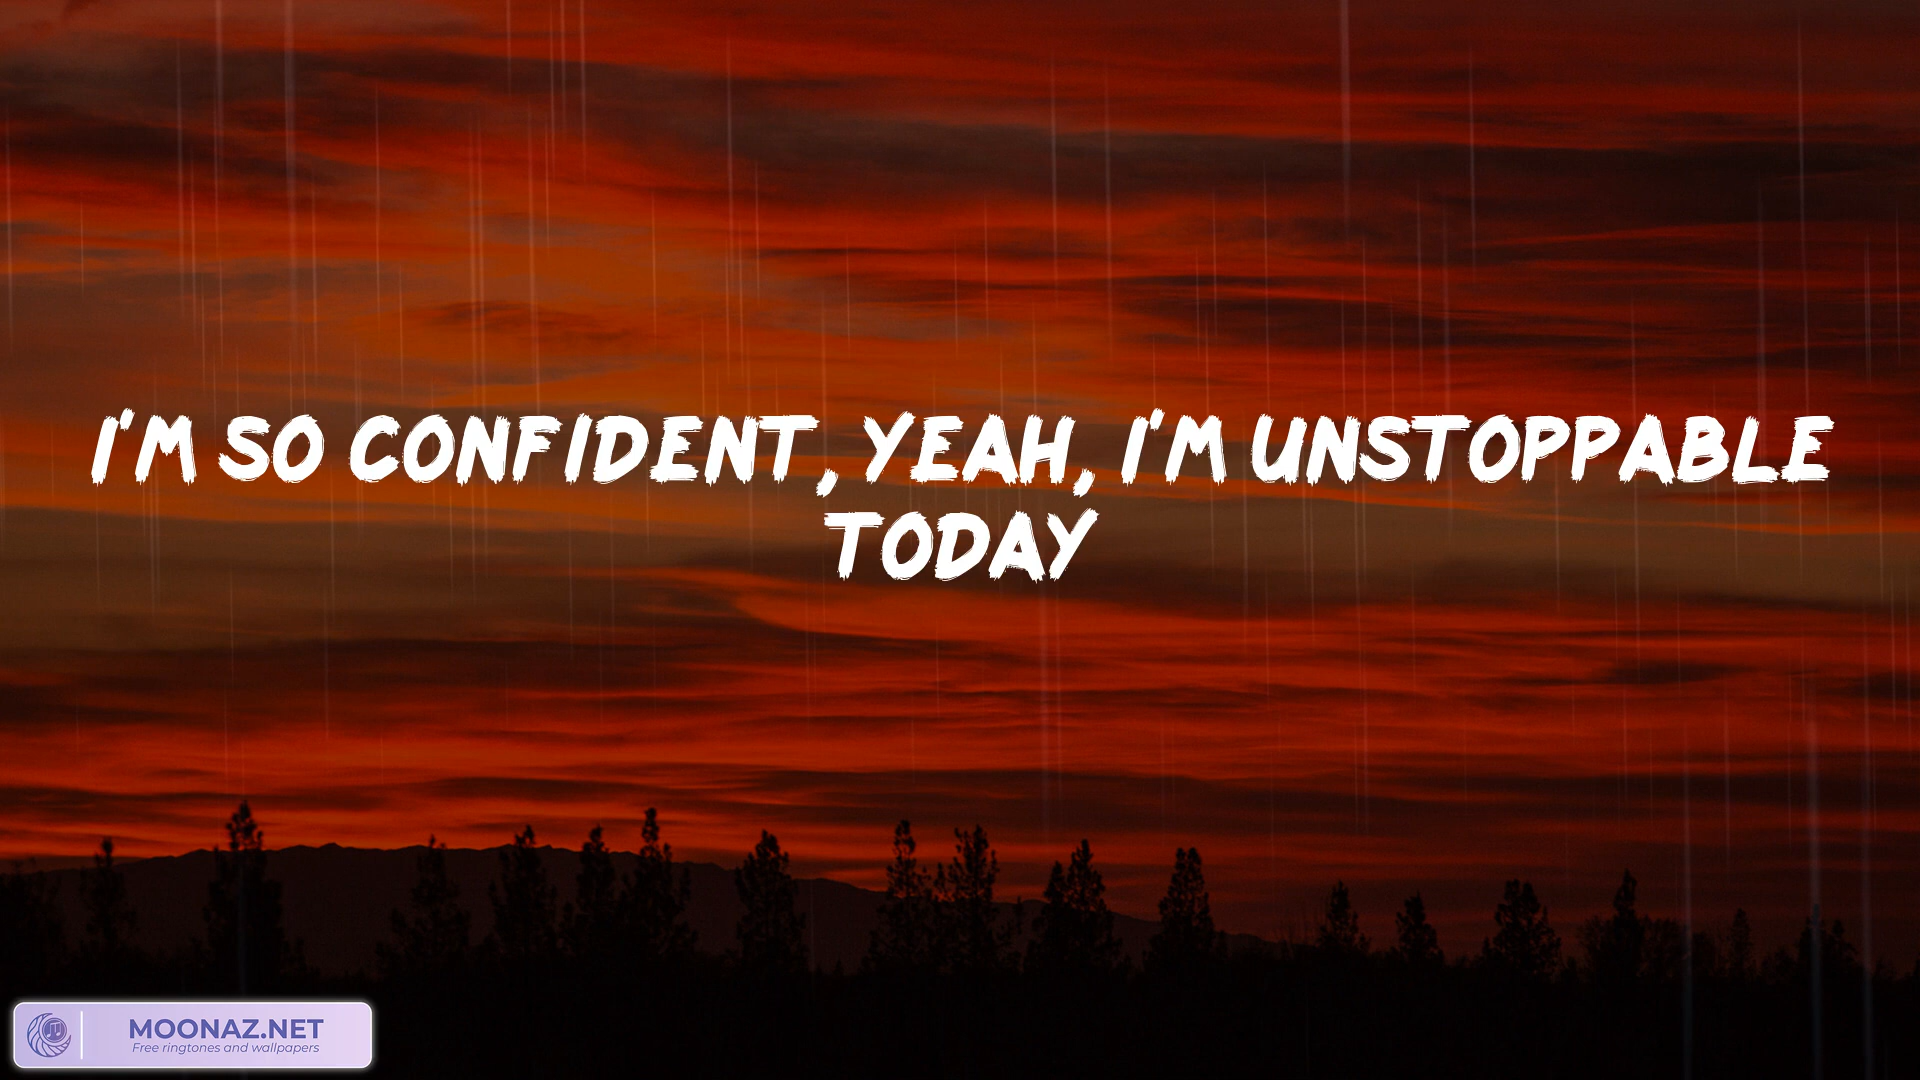 I'M SO CONFIDENT, YEAH, I'M UNSTOPPABLE
TODAY
MOONAZ.NET
Free ringtones and wallpapers